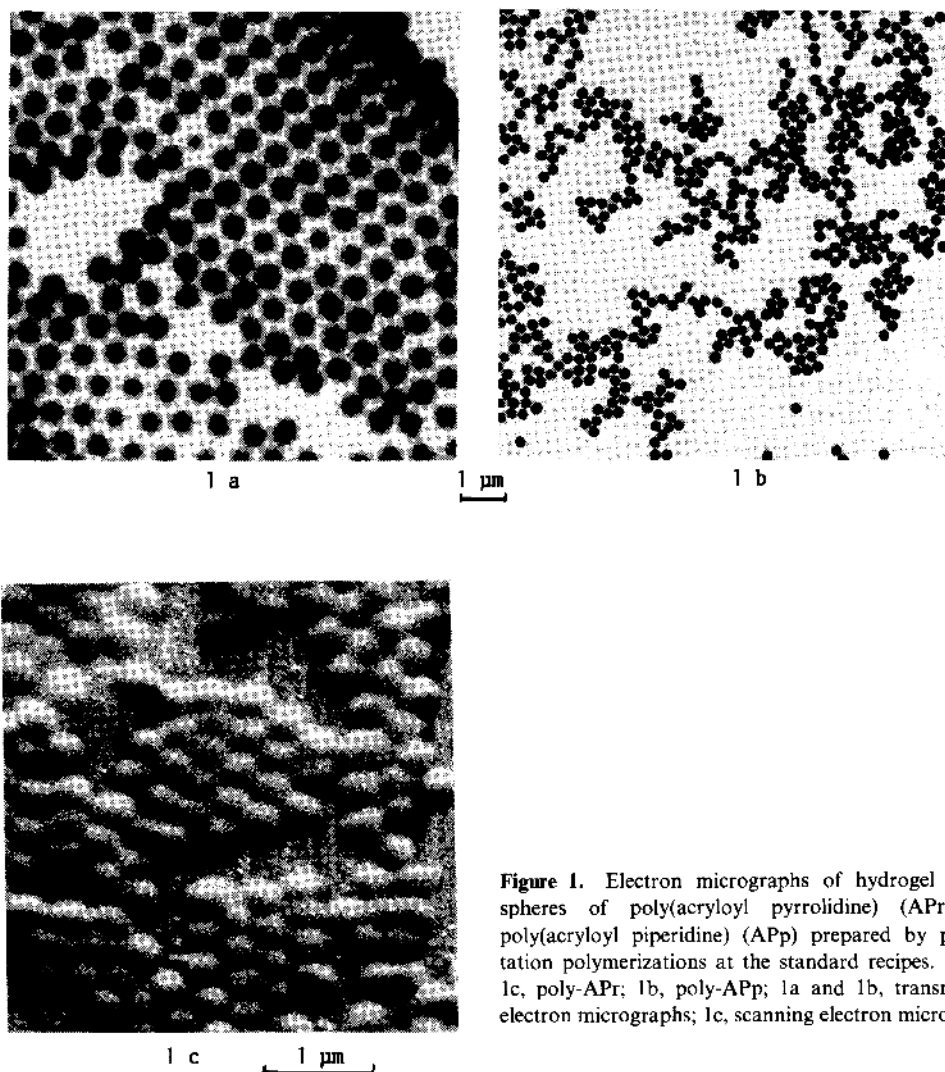 1 a
1 µm
1 b
1 c
1 µm
Figure 1. Electron micrographs of hydrogel
spheres of poly(acryloyl pyrrolidine) (APr
poly(acryloyl piperidine) (APp) prepared by p
tation polymerizations at the standard recipes.
1c, poly-APr; 1b, poly-APp; 1a and 1b, transm
electron micrographs; 1c, scanning electron micro